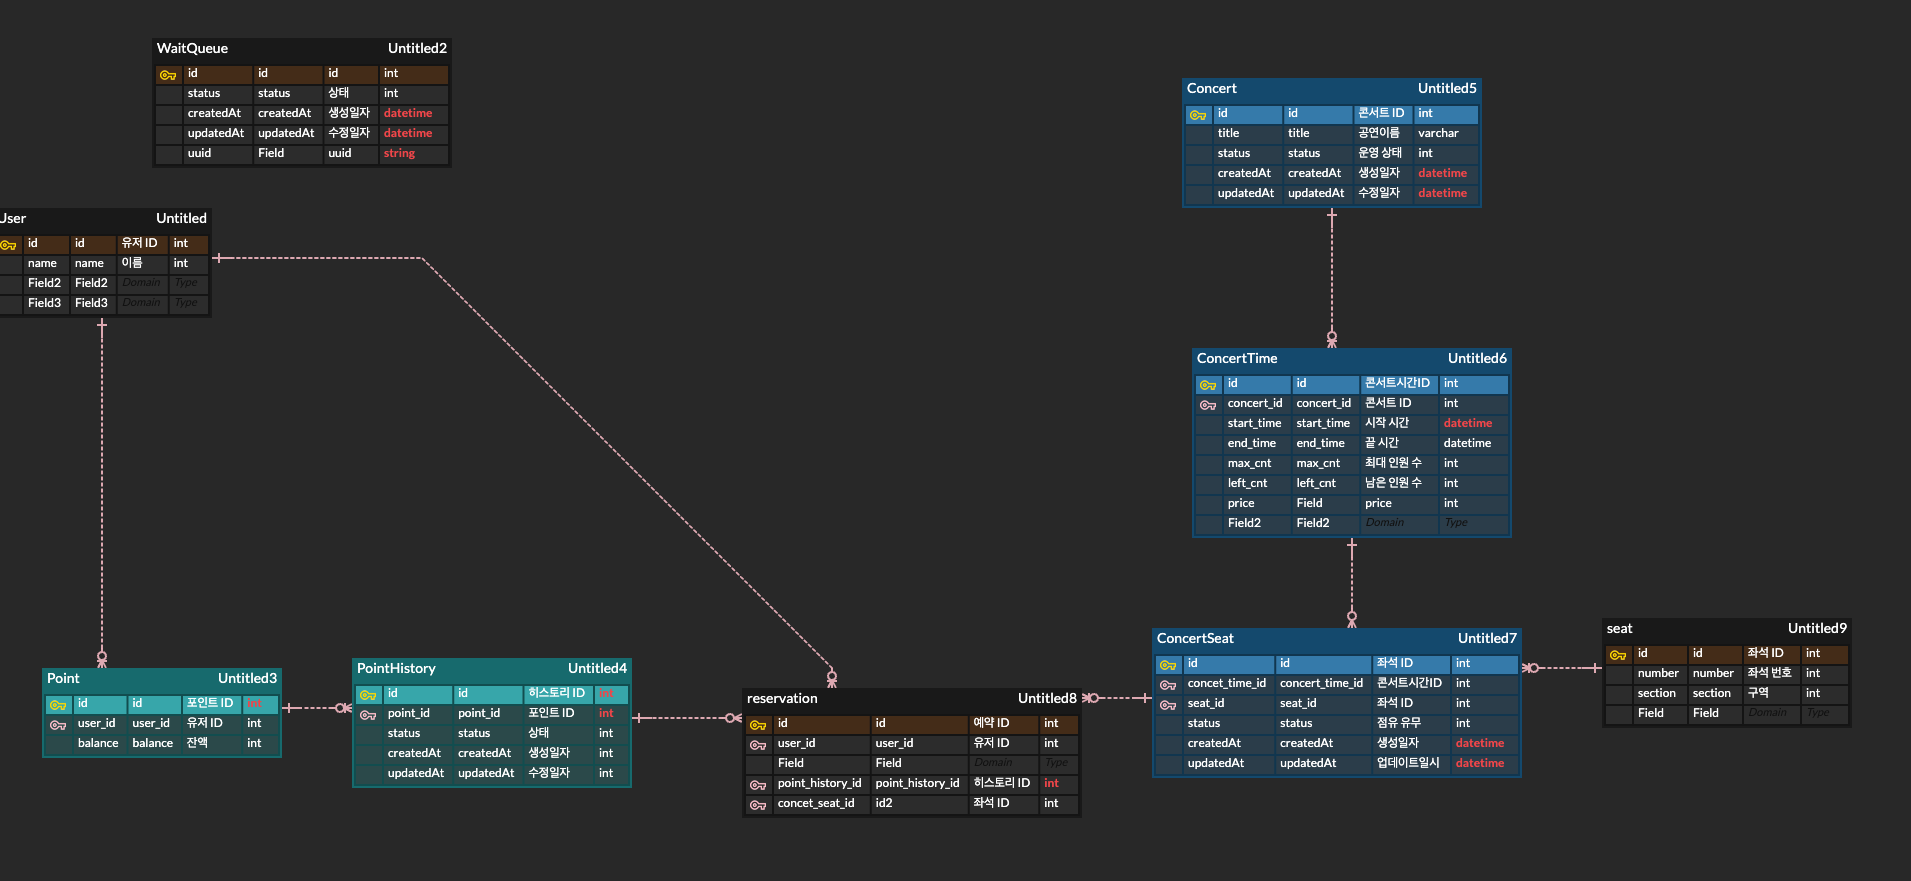 WaitQueue Untitled2
id id id int
status status 상태 int
createdAt createdAt 생성일자 datetime
updatedAt updatedAt 수정일자 datetime
uuid Field uuid string
User Untitled
id id 유저 ID int
name name 이름 int
Field2 Field2 Domain Type
Field3 Field3 Domain Type
Concert Untitled5
id id 콘서트 ID int
title title 공연이름 varchar
status status 운영 상태 int
createdAt createdAt 생성일자 datetime
updatedAt updatedAt 수정일자 datetime
ConcertTime Untitled6
id id 콘서트시간ID int
concert_id concert_id 콘서트 ID int
start_time start_time 시작 시간 datetime
end_time end_time 끝 시간 datetime
max_cnt max_cnt 최대 인원 수 int
left_cnt left_cnt 남은 인원 수 int
price Field price int
Field2 Field2 Domain Type
Point Untitled3
id id 포인트 ID int
user_id user_id 유저 ID int
balance balance 잔액 int
PointHistory Untitled4
id id 히스토리 ID int
point_id point_id 포인트 ID int
status status 상태 int
createdAt createdAt 생성일자 int
updatedAt updatedAt 수정일자 int
reservation Untitled8
id id 예약 ID int
user_id user_id 유저 ID int
Field Field Domain Type
point_history_id point_history_id 히스토리 ID int
concet_seat_id id2 좌석 ID int
ConcertSeat Untitled7
id id 좌석 ID int
concet_time_id concert_time_id 콘서트시간ID int
seat_id seat_id 좌석 ID int
status status 점유 유무 int
createdAt createdAt 생성일자 datetime
updatedAt updatedAt 업데이트일시 datetime
seat Untitled9
id id 좌석 ID int
number number 좌석 번호 int
section section 구역 int
Field Field Domain Type